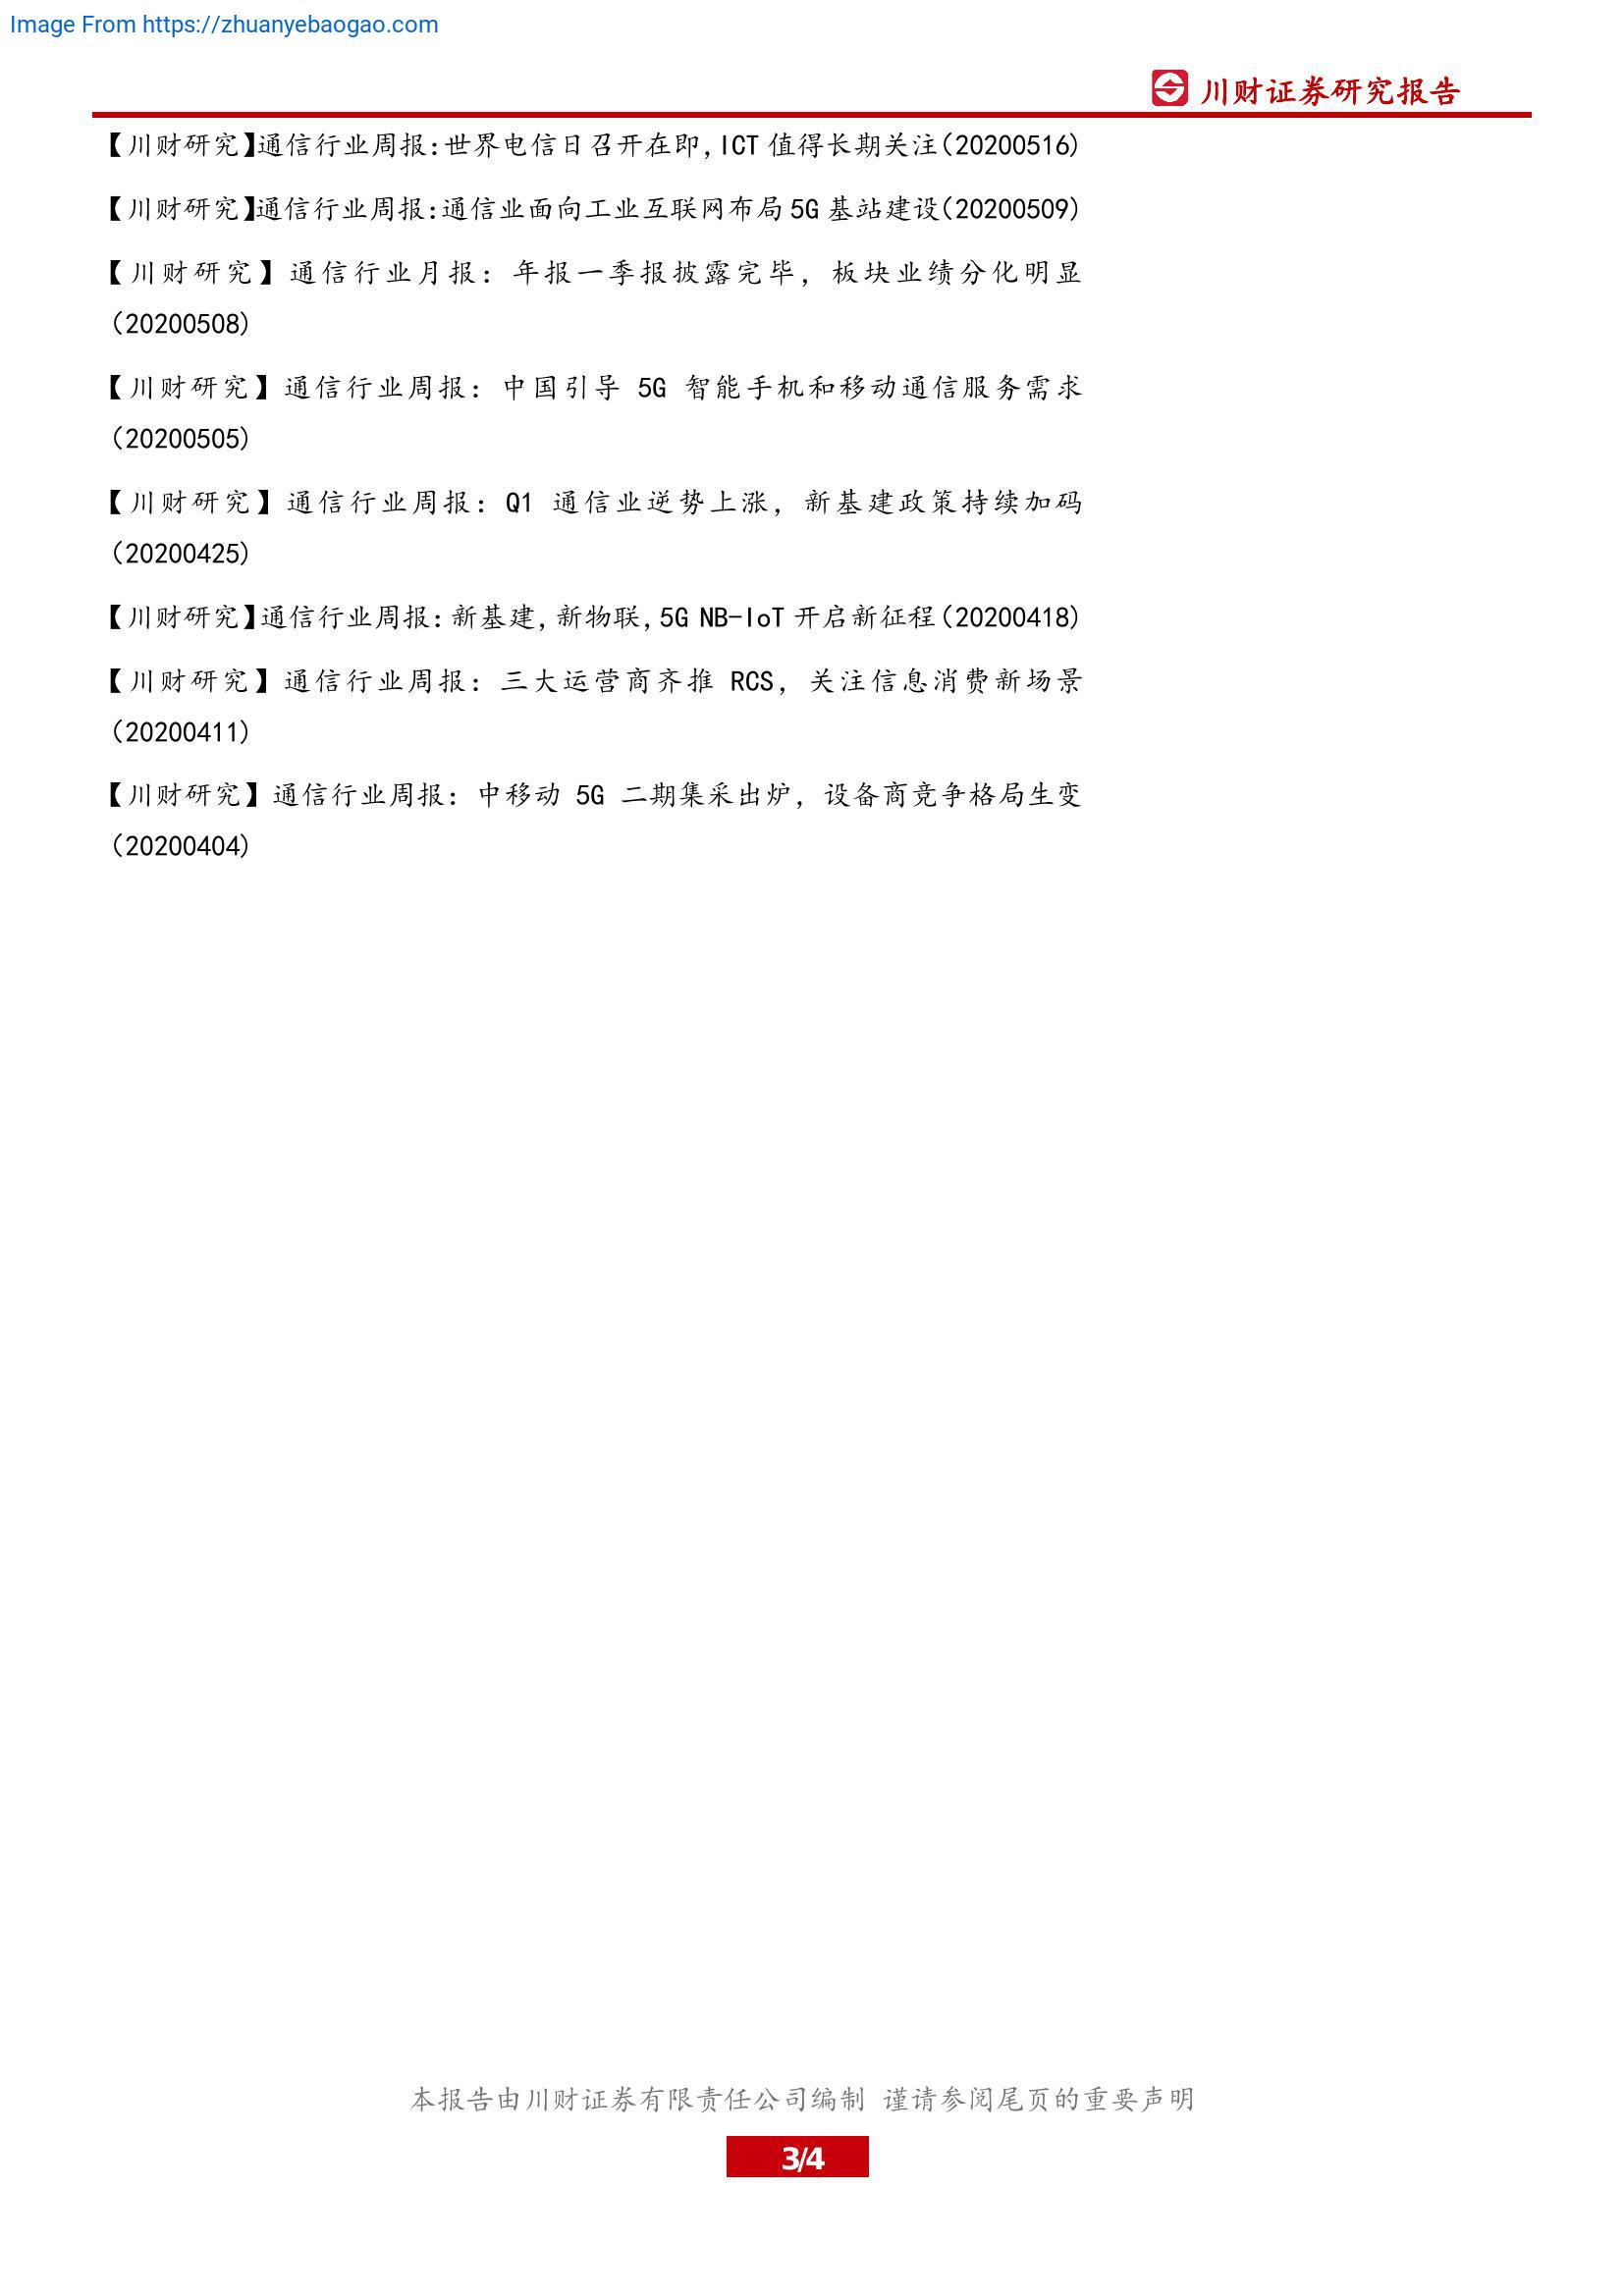 Image From https://zhuanyebaogao.com
川财证券研究报告
【川财研究】通信行业周报：世界电信日召开在即，ICT 值得长期关注（20200516）
【川财研究】通信行业周报：通信业面向工业互联网布局 5G 基站建设（20200509）
【川财研究】通信行业月报：年报一季报披露完毕，板块业绩分化明显
（20200508）
【川财研究】通信行业周报：中国引导 5G 智能手机和移动通信服务需求
（20200505）
【川财研究】通信行业周报：Q1 通信业逆势上涨，新基建政策持续加码
（20200425）
【川财研究】通信行业周报：新基建，新物联，5G NB-IoT 开启新征程（20200418）
【川财研究】通信行业周报：三大运营商齐推 RCS，关注信息消费新场景
（20200411）
【川财研究】通信行业周报：中移动 5G 二期集采出炉，设备商竞争格局生变
（20200404）
本报告由川财证券有限责任公司编制 谨请参阅尾页的重要声明
3/4